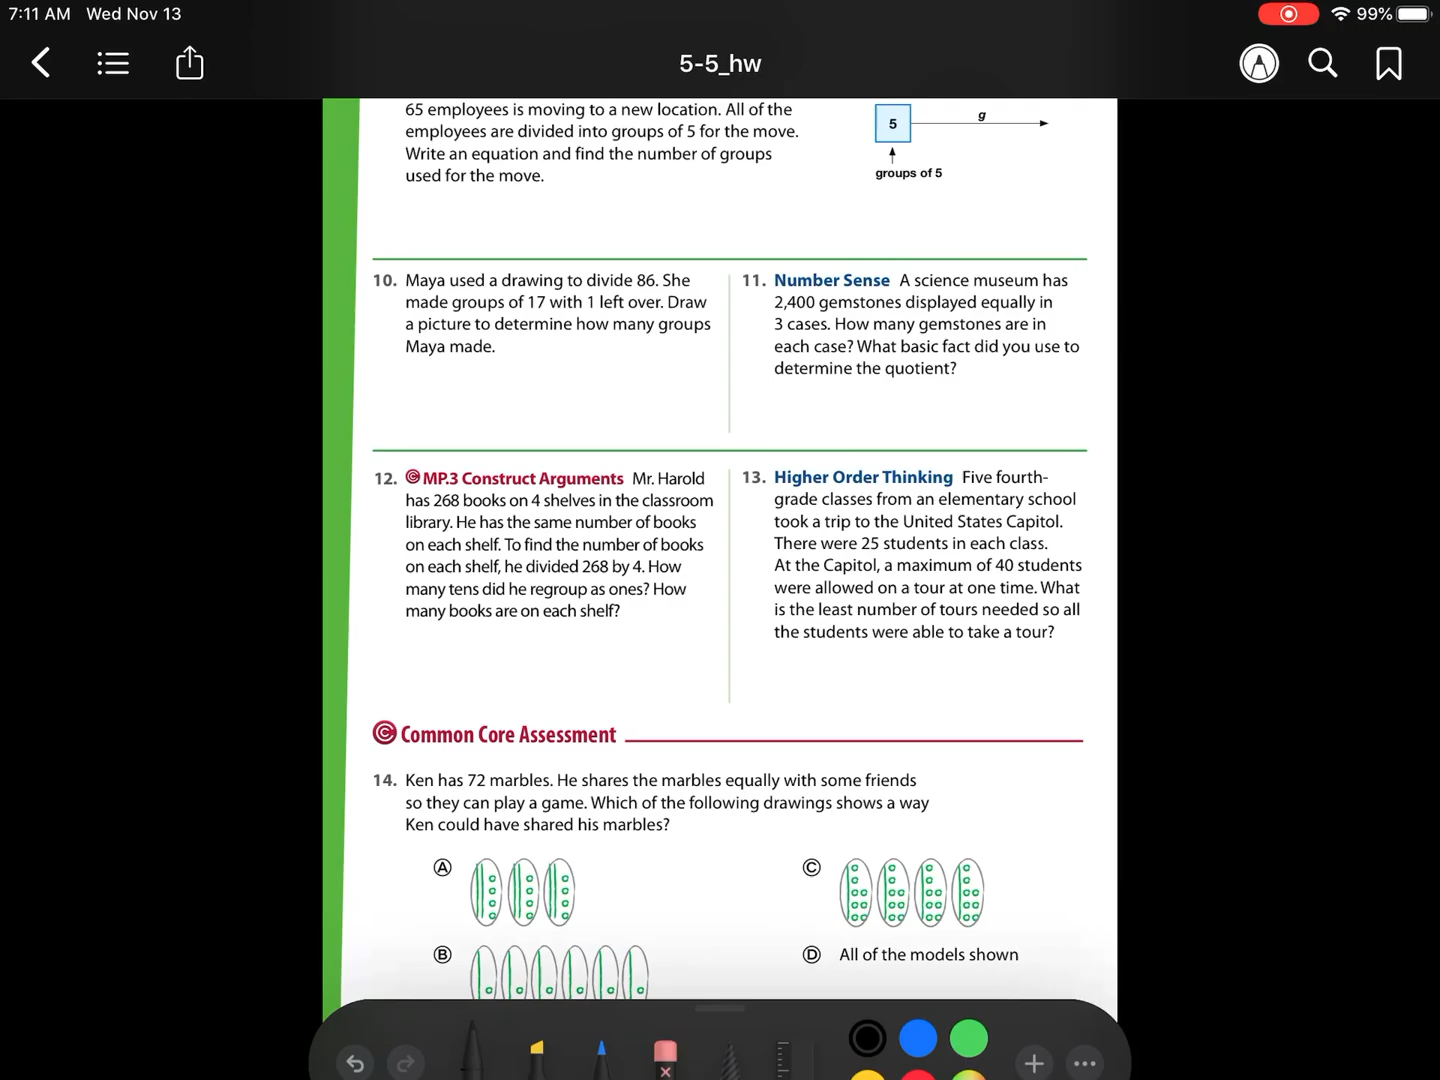 7:11 AM Wed Nov 13
99%
5-5_hw
65 employees is moving to a new location. All of the
employees are divided into groups of 5 for the move.
Write an equation and find the number of groups
used for the move.
5
g
groups of 5
10. Maya used a drawing to divide 86. She
made groups of 17 with 1 left over. Draw
a picture to determine how many groups
Maya made.
11. Number Sense A science museum has
2,400 gemstones displayed equally in
3 cases. How many gemstones are in
each case? What basic fact did you use to
determine the quotient?
12. © MP.3 Construct Arguments Mr. Harold
has 268 books on 4 shelves in the classroom
library. He has the same number of books
on each shelf. To find the number of books
on each shelf, he divided 268 by 4. How
many tens did he regroup as ones? How
many books are on each shelf?
13. Higher Order Thinking Five fourth-
grade classes from an elementary school
took a trip to the United States Capitol.
There were 25 students in each class.
At the Capitol, a maximum of 40 students
were allowed on a tour at one time. What
is the least number of tours needed so all
the students were able to take a tour?
© Common Core Assessment
14. Ken has 72 marbles. He shares the marbles equally with some friends
so they can play a game. Which of the following drawings shows a way
Ken could have shared his marbles?
Ⓐ
Ⓑ
Ⓒ
Ⓓ All of the models shown